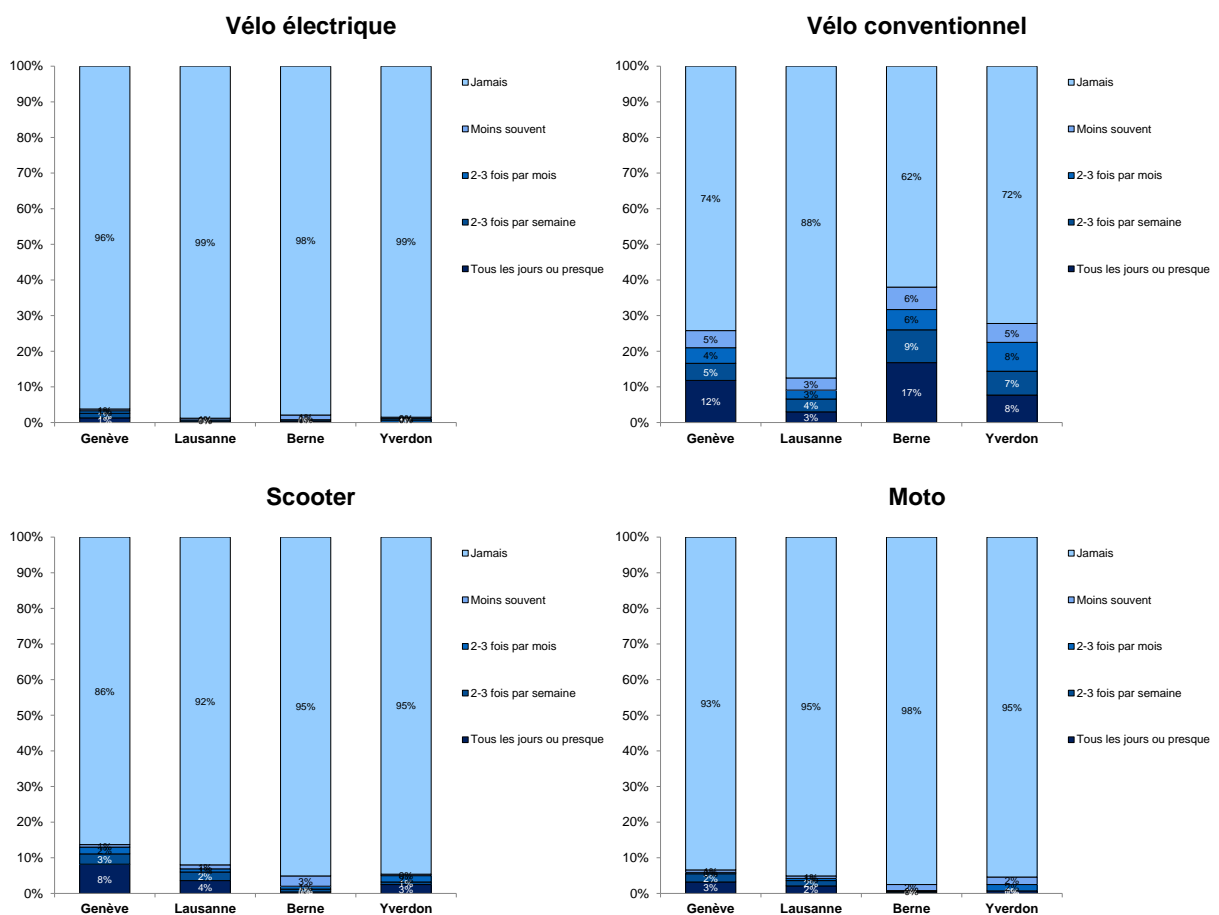 Vélo électrique
100%
90%
80%
70%
60%
50%
40%
30%
20%
10%
0%
96%
99%
98%
99%
Genève
Lausanne
Berne
Yverdon
Jamais
Moins souvent
2-3 fois par mois
2-3 fois par semaine
Tous les jours ou presque
Vélo conventionnel
100%
90%
80%
70%
60%
50%
40%
30%
20%
10%
0%
74%
5%
4%
5%
12%
88%
3%
3%
4%
3%
62%
6%
6%
9%
17%
72%
5%
8%
7%
8%
Genève
Lausanne
Berne
Yverdon
Jamais
Moins souvent
2-3 fois par mois
2-3 fois par semaine
Tous les jours ou presque
Scooter
100%
90%
80%
70%
60%
50%
40%
30%
20%
10%
0%
86%
1%
2%
3%
8%
92%
1%
2%
4%
95%
3%
95%
3%
Genève
Lausanne
Berne
Yverdon
Jamais
Moins souvent
2-3 fois par mois
2-3 fois par semaine
Tous les jours ou presque
Moto
100%
90%
80%
70%
60%
50%
40%
30%
20%
10%
0%
93%
2%
3%
95%
2%
98%
95%
2%
Genève
Lausanne
Berne
Yverdon
Jamais
Moins souvent
2-3 fois par mois
2-3 fois par semaine
Tous les jours ou presque